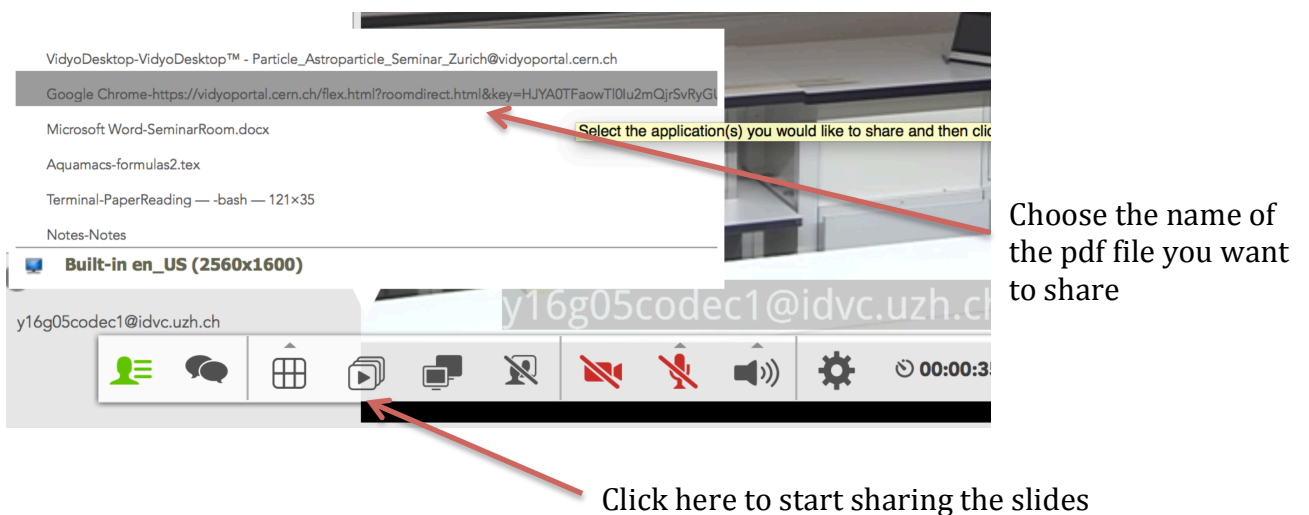 VidyoDesktop-VidyoDesktop™ - Particle_Astroparticle_Seminar_Zurich@vidyoportal.cern.ch
Google Chrome-https://vidyoportal.cern.ch/flex.html?roomdirect.html&key=HJYA0TFaowTl0Iu2mQjrSvRyGU
Microsoft Word-SeminarRoom.docx
Select the application(s) you would like to share and then clic
Aquamacs-formulas2.tex
Terminal-PaperReading — -bash — 121×35
Notes-Notes
Built-in en_US (2560x1600)
Choose the name of
the pdf file you want
to share
y16g05codec1@idvc.uzh.ch
y16g05codec1@idvc.uzh.ch
00:00:35
Click here to start sharing the slides